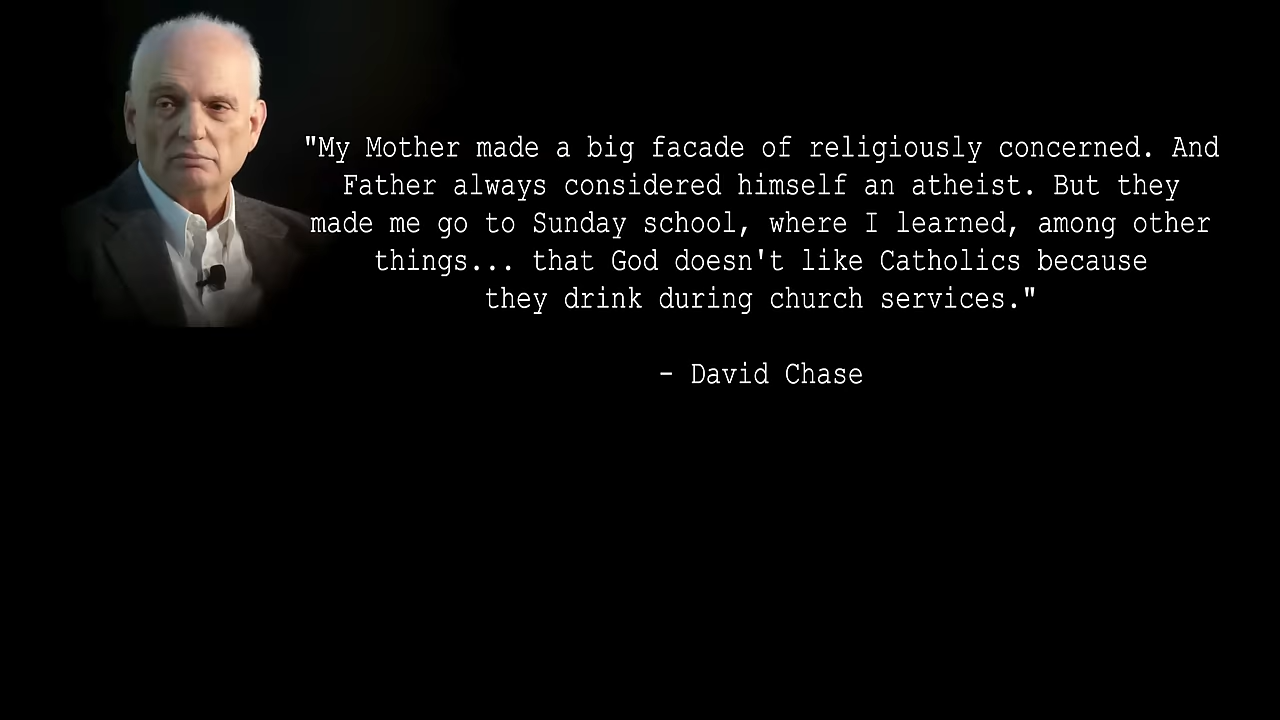 "My Mother made a big facade of religiously concerned. And
Father always considered himself an atheist. But they
made me go to Sunday school, where I learned, among other
things... that God doesn't like Catholics because
they drink during church services."
- David Chase